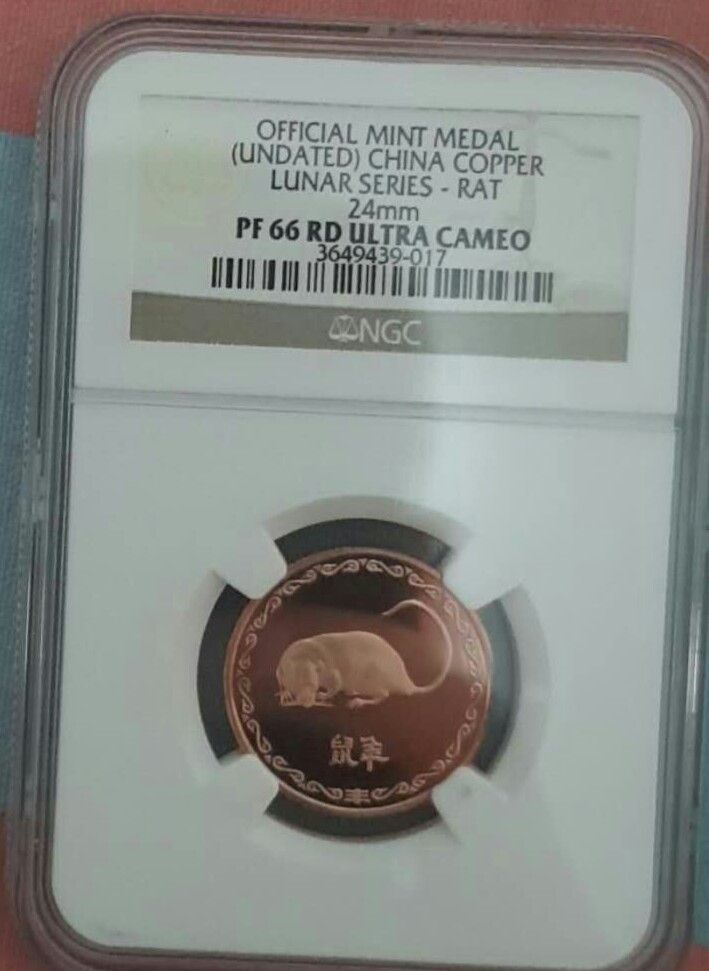 OFFICIAL MINT MEDAL
(UNDATED) CHINA COPPER
LUNAR SERIES - RAT
24mm
PF 66 RD ULTRA CAMEO
3649439-017
NGC
鼠年